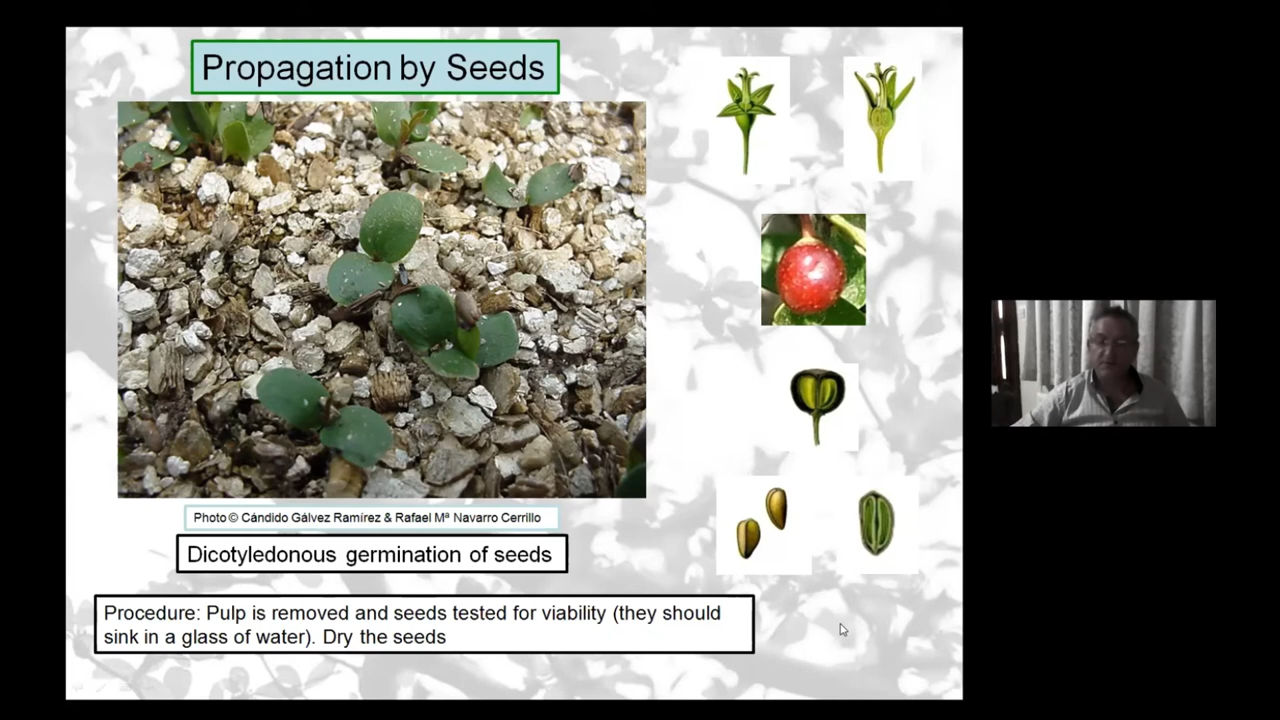 Propagation by Seeds
Photo © Cándido Gálvez Ramírez & Rafael Mª Navarro Cerrillo
Dicotyledonous germination of seeds
Procedure: Pulp is removed and seeds tested for viability (they should
sink in a glass of water). Dry the seeds